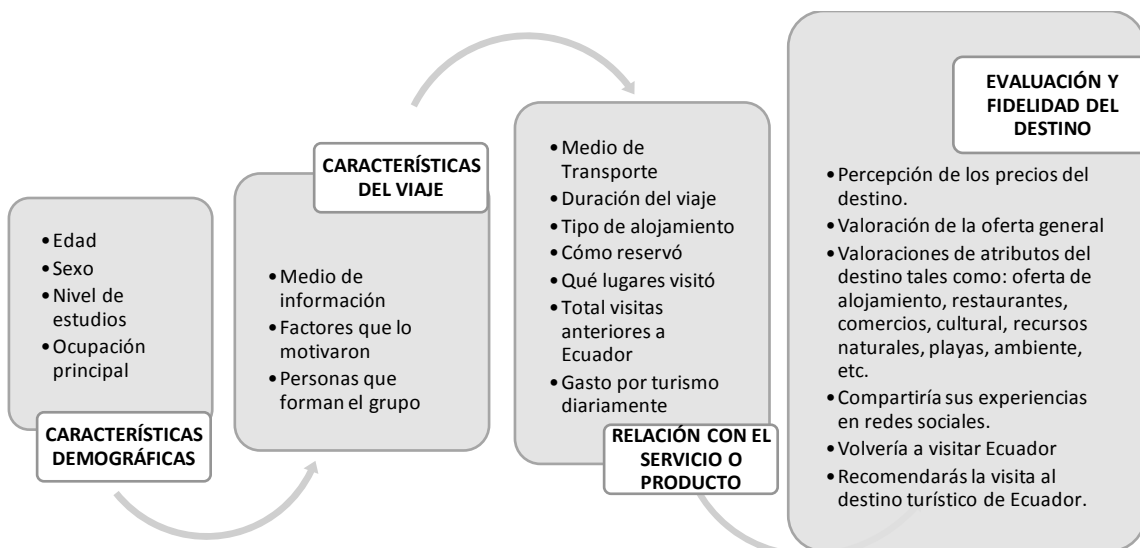 • Edad
• Sexo
• Nivel de
estudios
• Ocupación
principal
CARACTERÍSTICAS
DEMOGRÁFICAS
CARACTERÍSTICAS
DEL VIAJE
• Medio de
información
• Factores que lo
motivaron
• Personas que
forman el grupo
• Medio de
Transporte
• Duración del viaje
• Tipo de alojamiento
• Cómo reservó
• Qué lugares visitó
• Total visitas
anteriores a
Ecuador
• Gasto por turismo
diariamente
RELACIÓN CON EL
SERVICIO O
PRODUCTO
EVALUACIÓN Y
FIDELIDAD DEL
DESTINO
• Percepción de los precios del
destino.
• Valoración de la oferta general
• Valoraciones de atributos del
destino tales como: oferta de
alojamiento, restaurantes,
comercios, cultural, recursos
naturales, playas, ambiente,
etc.
• Compartiría sus experiencias
en redes sociales.
• Volvería a visitar Ecuador
• Recomendarás la visita al
destino turístico de Ecuador.